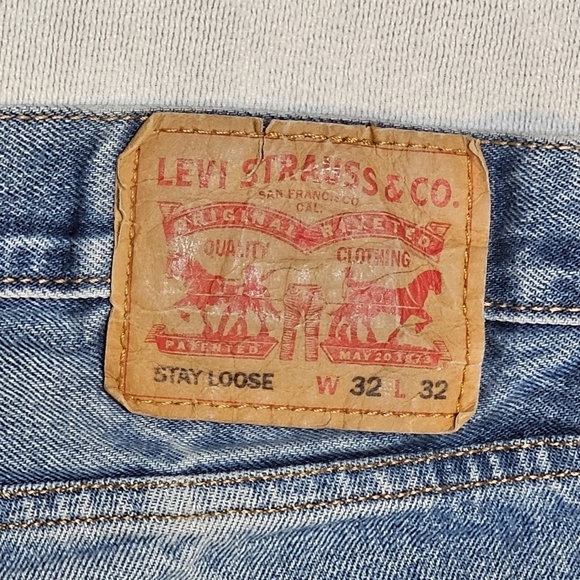 LEVI STRAUSS & CO.
SAN FRANCISCO
CAL.
ORIGINAL RIVETED
QUALITY CLOTHING
PATENTED MAY 20 1873
STAY LOOSE W 32 L 32